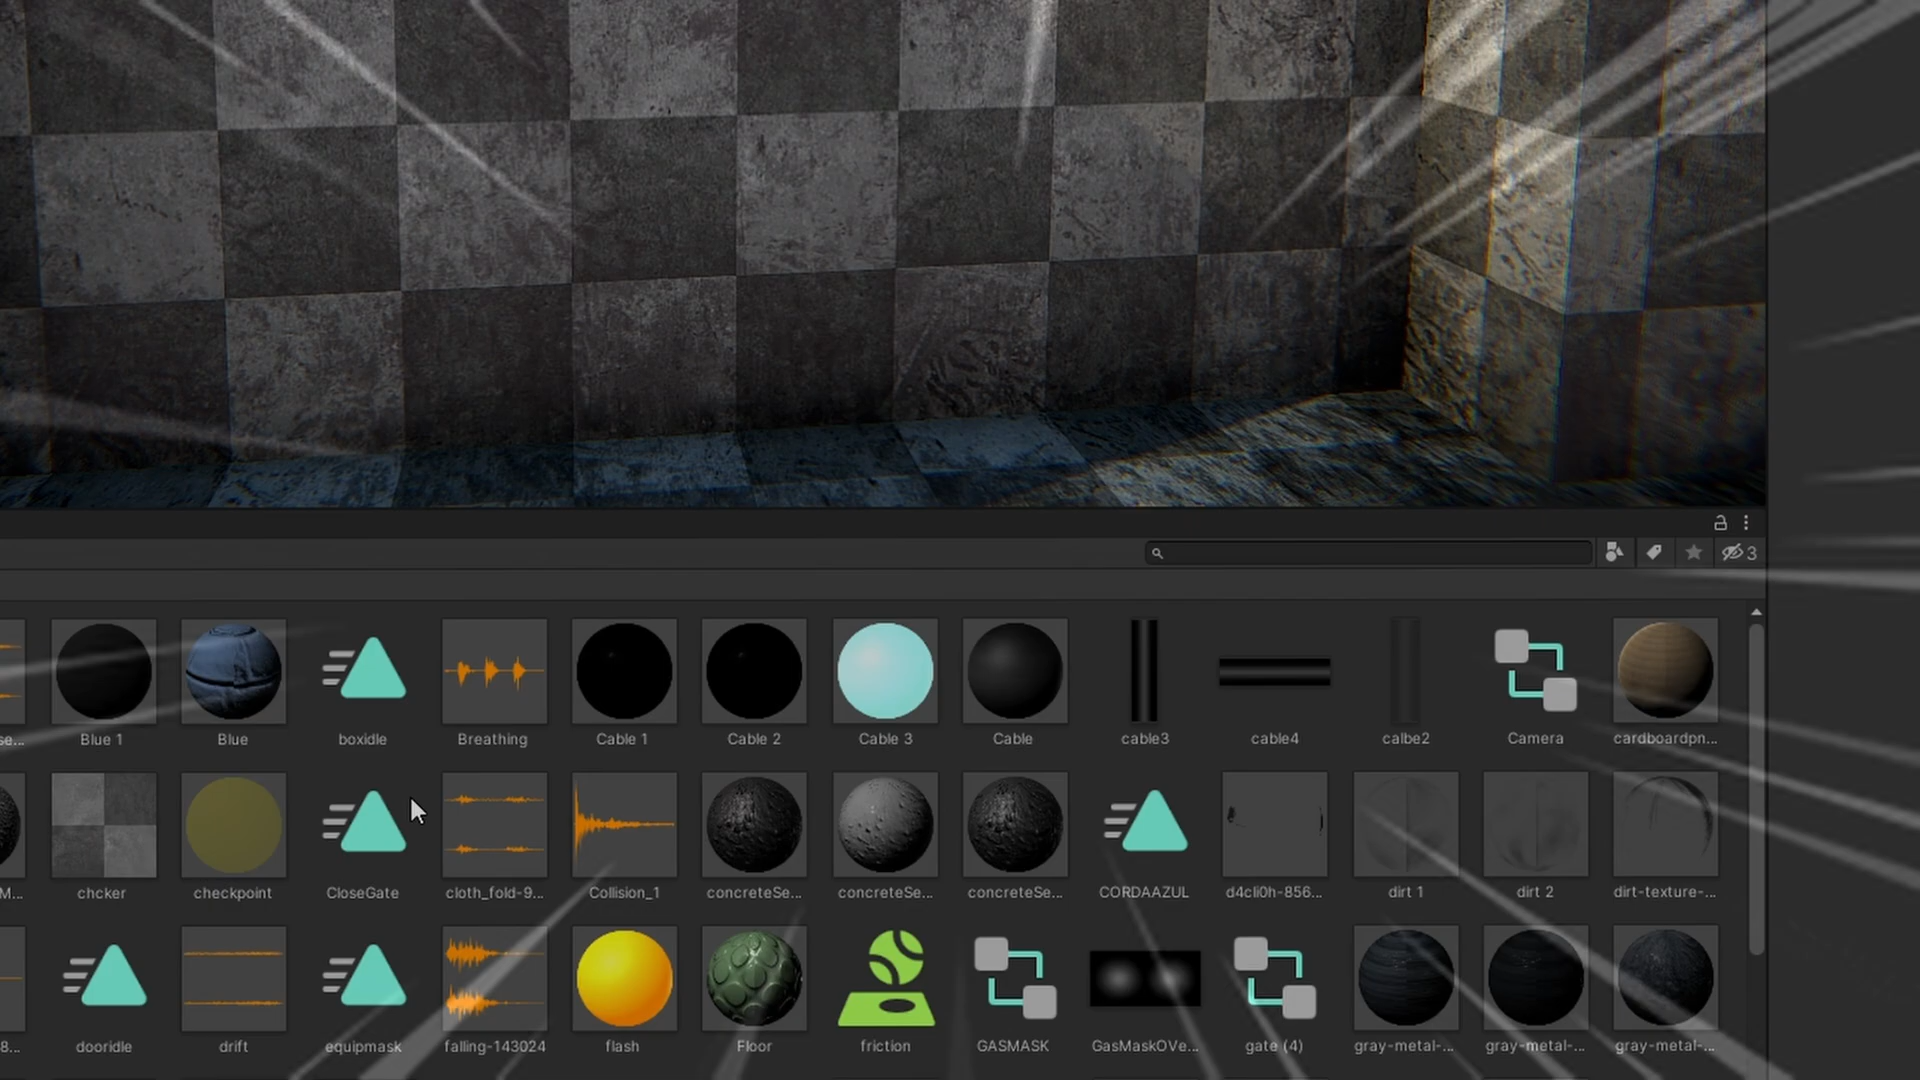 3
se... Blue 1 Blue boxidle Breathing Cable 1 Cable 2 Cable 3 Cable cable3 cable4 calbe2 Camera cardboardpn...
M... chcker checkpoint CloseGate cloth_fold-9... Collision_1 concreteSe... concreteSe... concreteSe... CORDAAZUL d4cli0h-856... dirt 1 dirt 2 dirt-texture-...
8... dooridle drift equipmask falling-143024 flash Floor friction GASMASK GasMaskOVe... gate (4) gray-metal-... gray-metal-... gray-metal-...